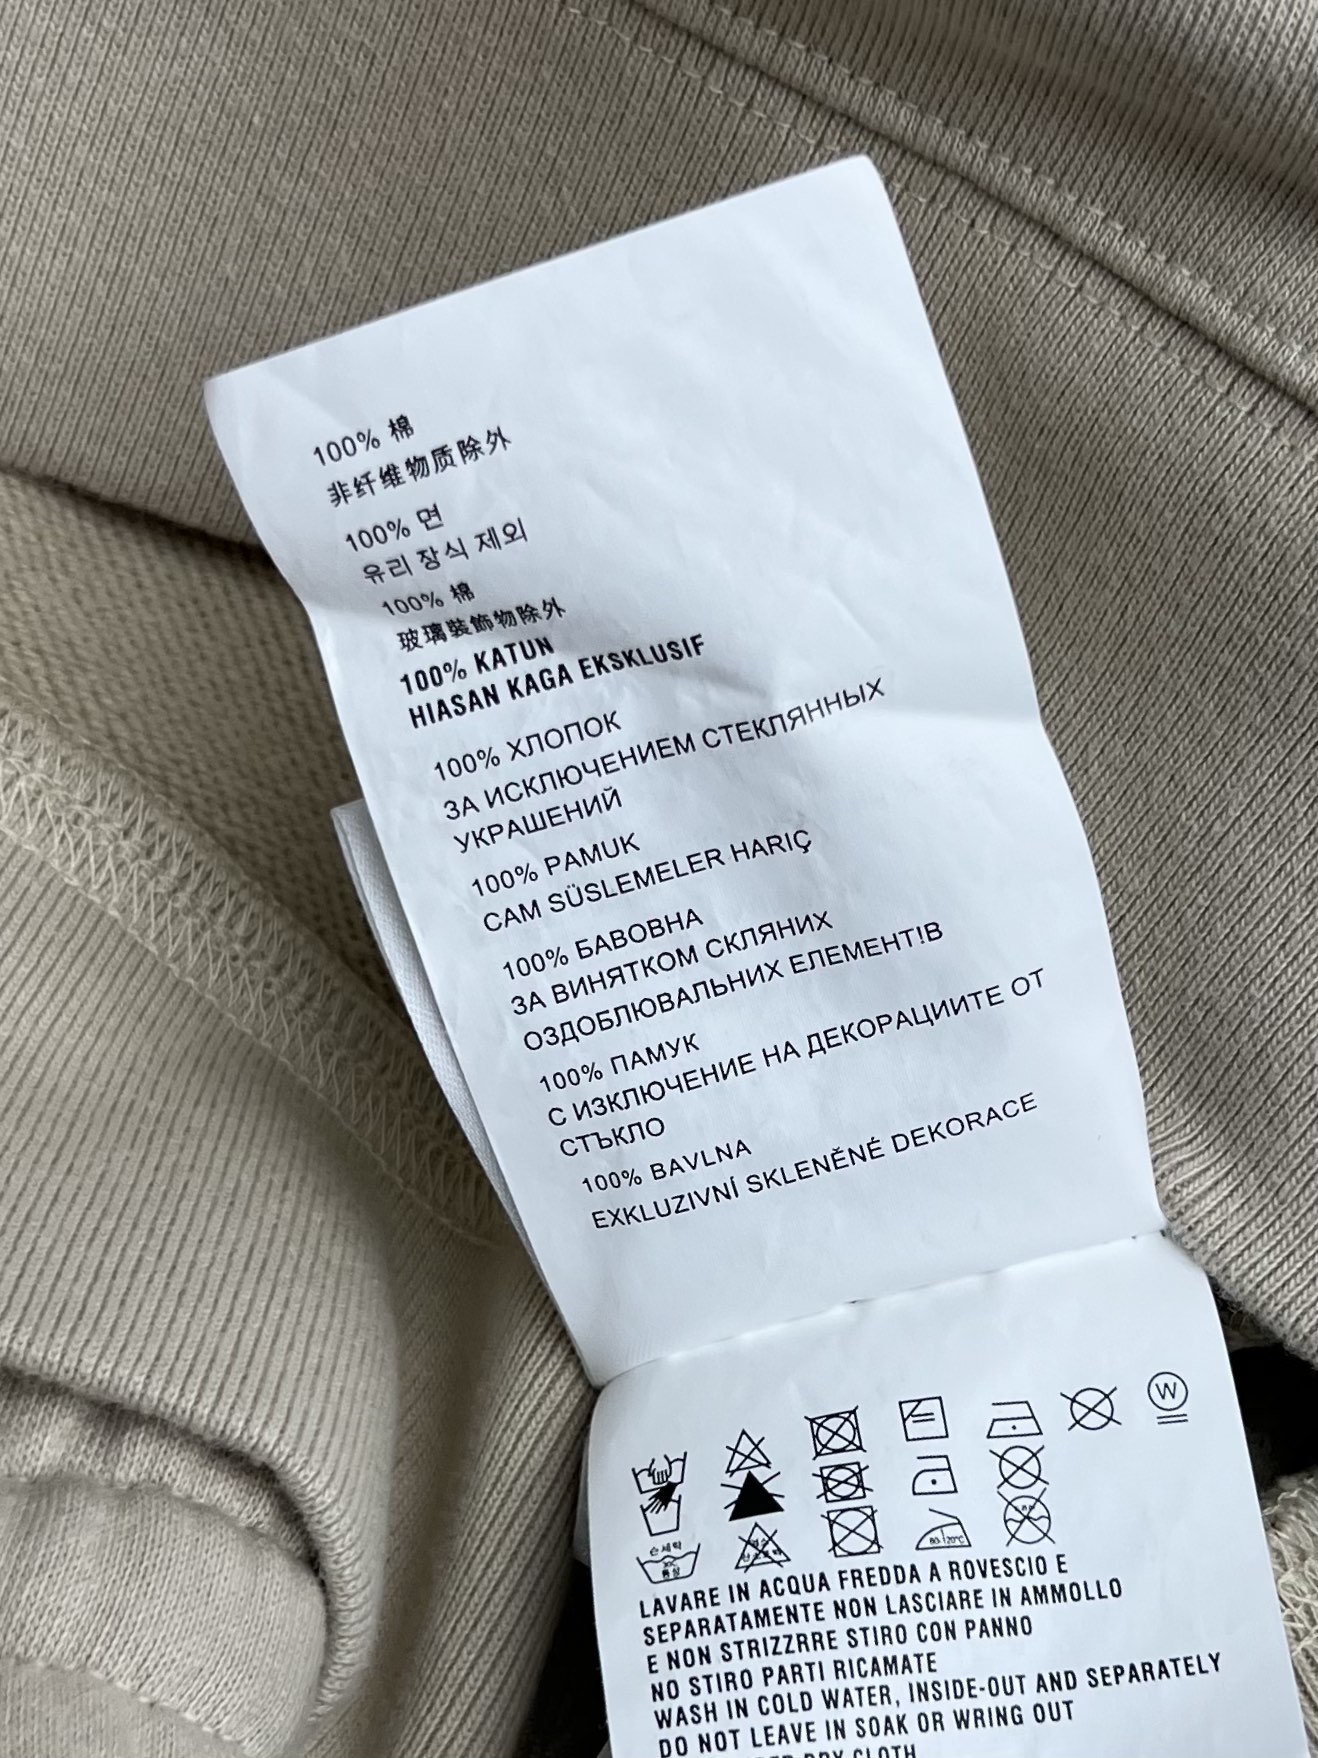 100% 棉
非纤维物质除外
100% 면
유리 장식 제외
100% 棉
玻璃裝飾物除外
100% KATUN
HIASAN KAGA EKSKLUSIF
100% ХЛОПОК
ЗА ИСКЛЮЧЕНИЕМ СТЕКЛЯННЫХ
УКРАШЕНИЙ
100% PAMUK
CAM SÜSLEMELER HARIÇ
100% БАВОВНА
ЗА ВИНЯТКОМ СКЛЯНИХ
ОЗДОБЛЮВАЛЬНИХ ЕЛЕМЕНТ!В
100% ПАМУК
С ИЗКЛЮЧЕНИЕ НА ДЕКОРАЦИИТЕ ОТ
СТЪКЛО
100% BAVLNA
EXKLUZIVNÍ SKLENĚNÉ DEKORACE
W
손세탁
LAVARE IN ACQUA FREDDA A ROVESCIO E
SEPARATAMENTE NON LASCIARE IN AMMOLLO
E NON STRIZZRRE STIRO CON PANNO
NO STIRO PARTI RICAMATE
WASH IN COLD WATER, INSIDE-OUT AND SEPARATELY
DO NOT LEAVE IN SOAK OR WRING OUT
DRY CLOTH